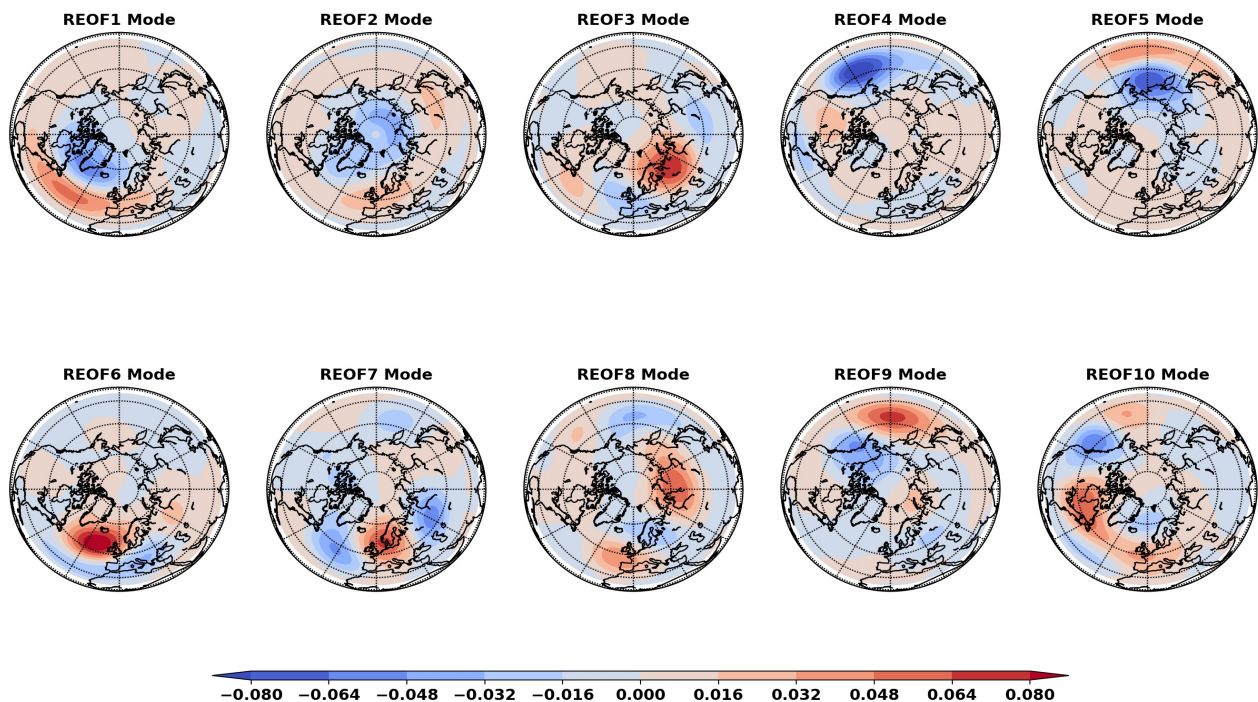 REOF1 Mode REOF2 Mode REOF3 Mode REOF4 Mode REOF5 Mode
REOF6 Mode REOF7 Mode REOF8 Mode REOF9 Mode REOF10 Mode
−0.080 −0.064 −0.048 −0.032 −0.016 0.000 0.016 0.032 0.048 0.064 0.080